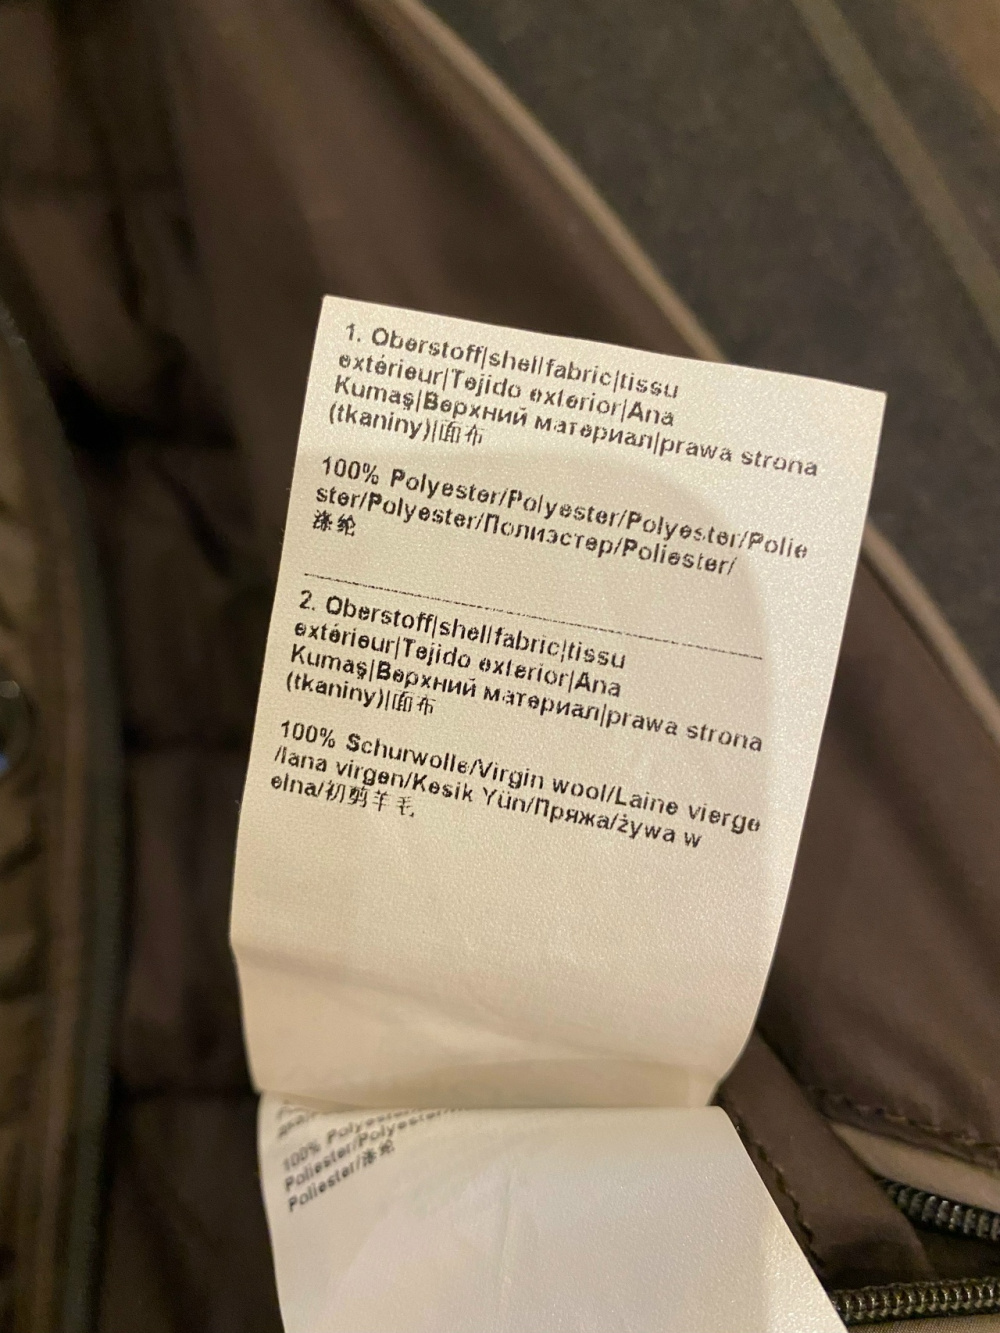 1. Oberstoff|shell fabric|tissu
extérieur|Tejido exterior|Ana
Kumaş|Верхний материал|prawa strona
(tkaniny)|面布
100% Polyester/Polyester/Polyester/Polie
ster/Polyester/Полиэстер/Poliester/
涤纶
2. Oberstoff|shell fabric|tissu
extérieur|Tejido exterior|Ana
Kumaş|Верхний материал|prawa strona
(tkaniny)|面布
100% Schurwolle/Virgin wool/Laine vierge
/lana virgen/Kesik Yün/Пряжа/żywa w
elna/初剪羊毛
100% Polyester/
Poliester/Polyester/
Poliester/涤纶